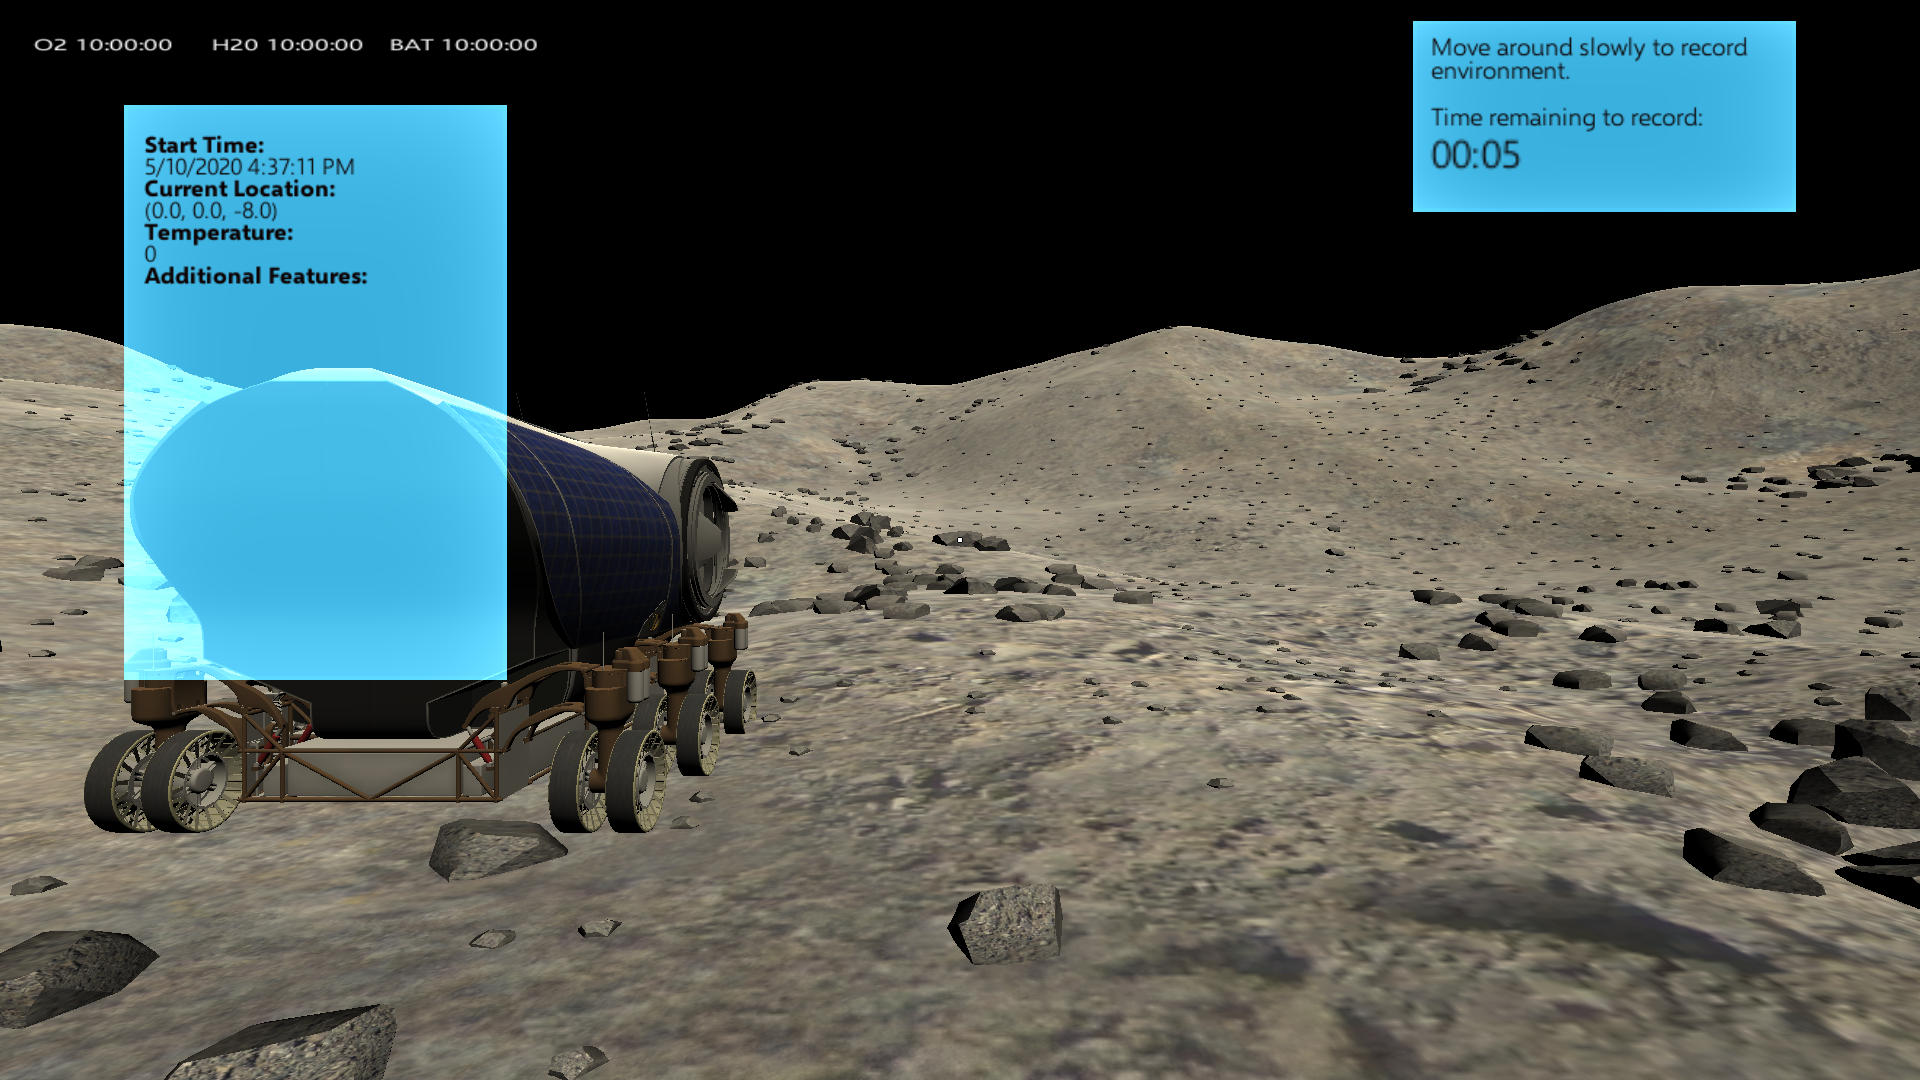 O2 10:00:00 H20 10:00:00 BAT 10:00:00
Move around slowly to record
environment.
Time remaining to record:
00:05
Start Time:
5/10/2020 4:37:11 PM
Current Location:
(0.0, 0.0, -8.0)
Temperature:
0
Additional Features: